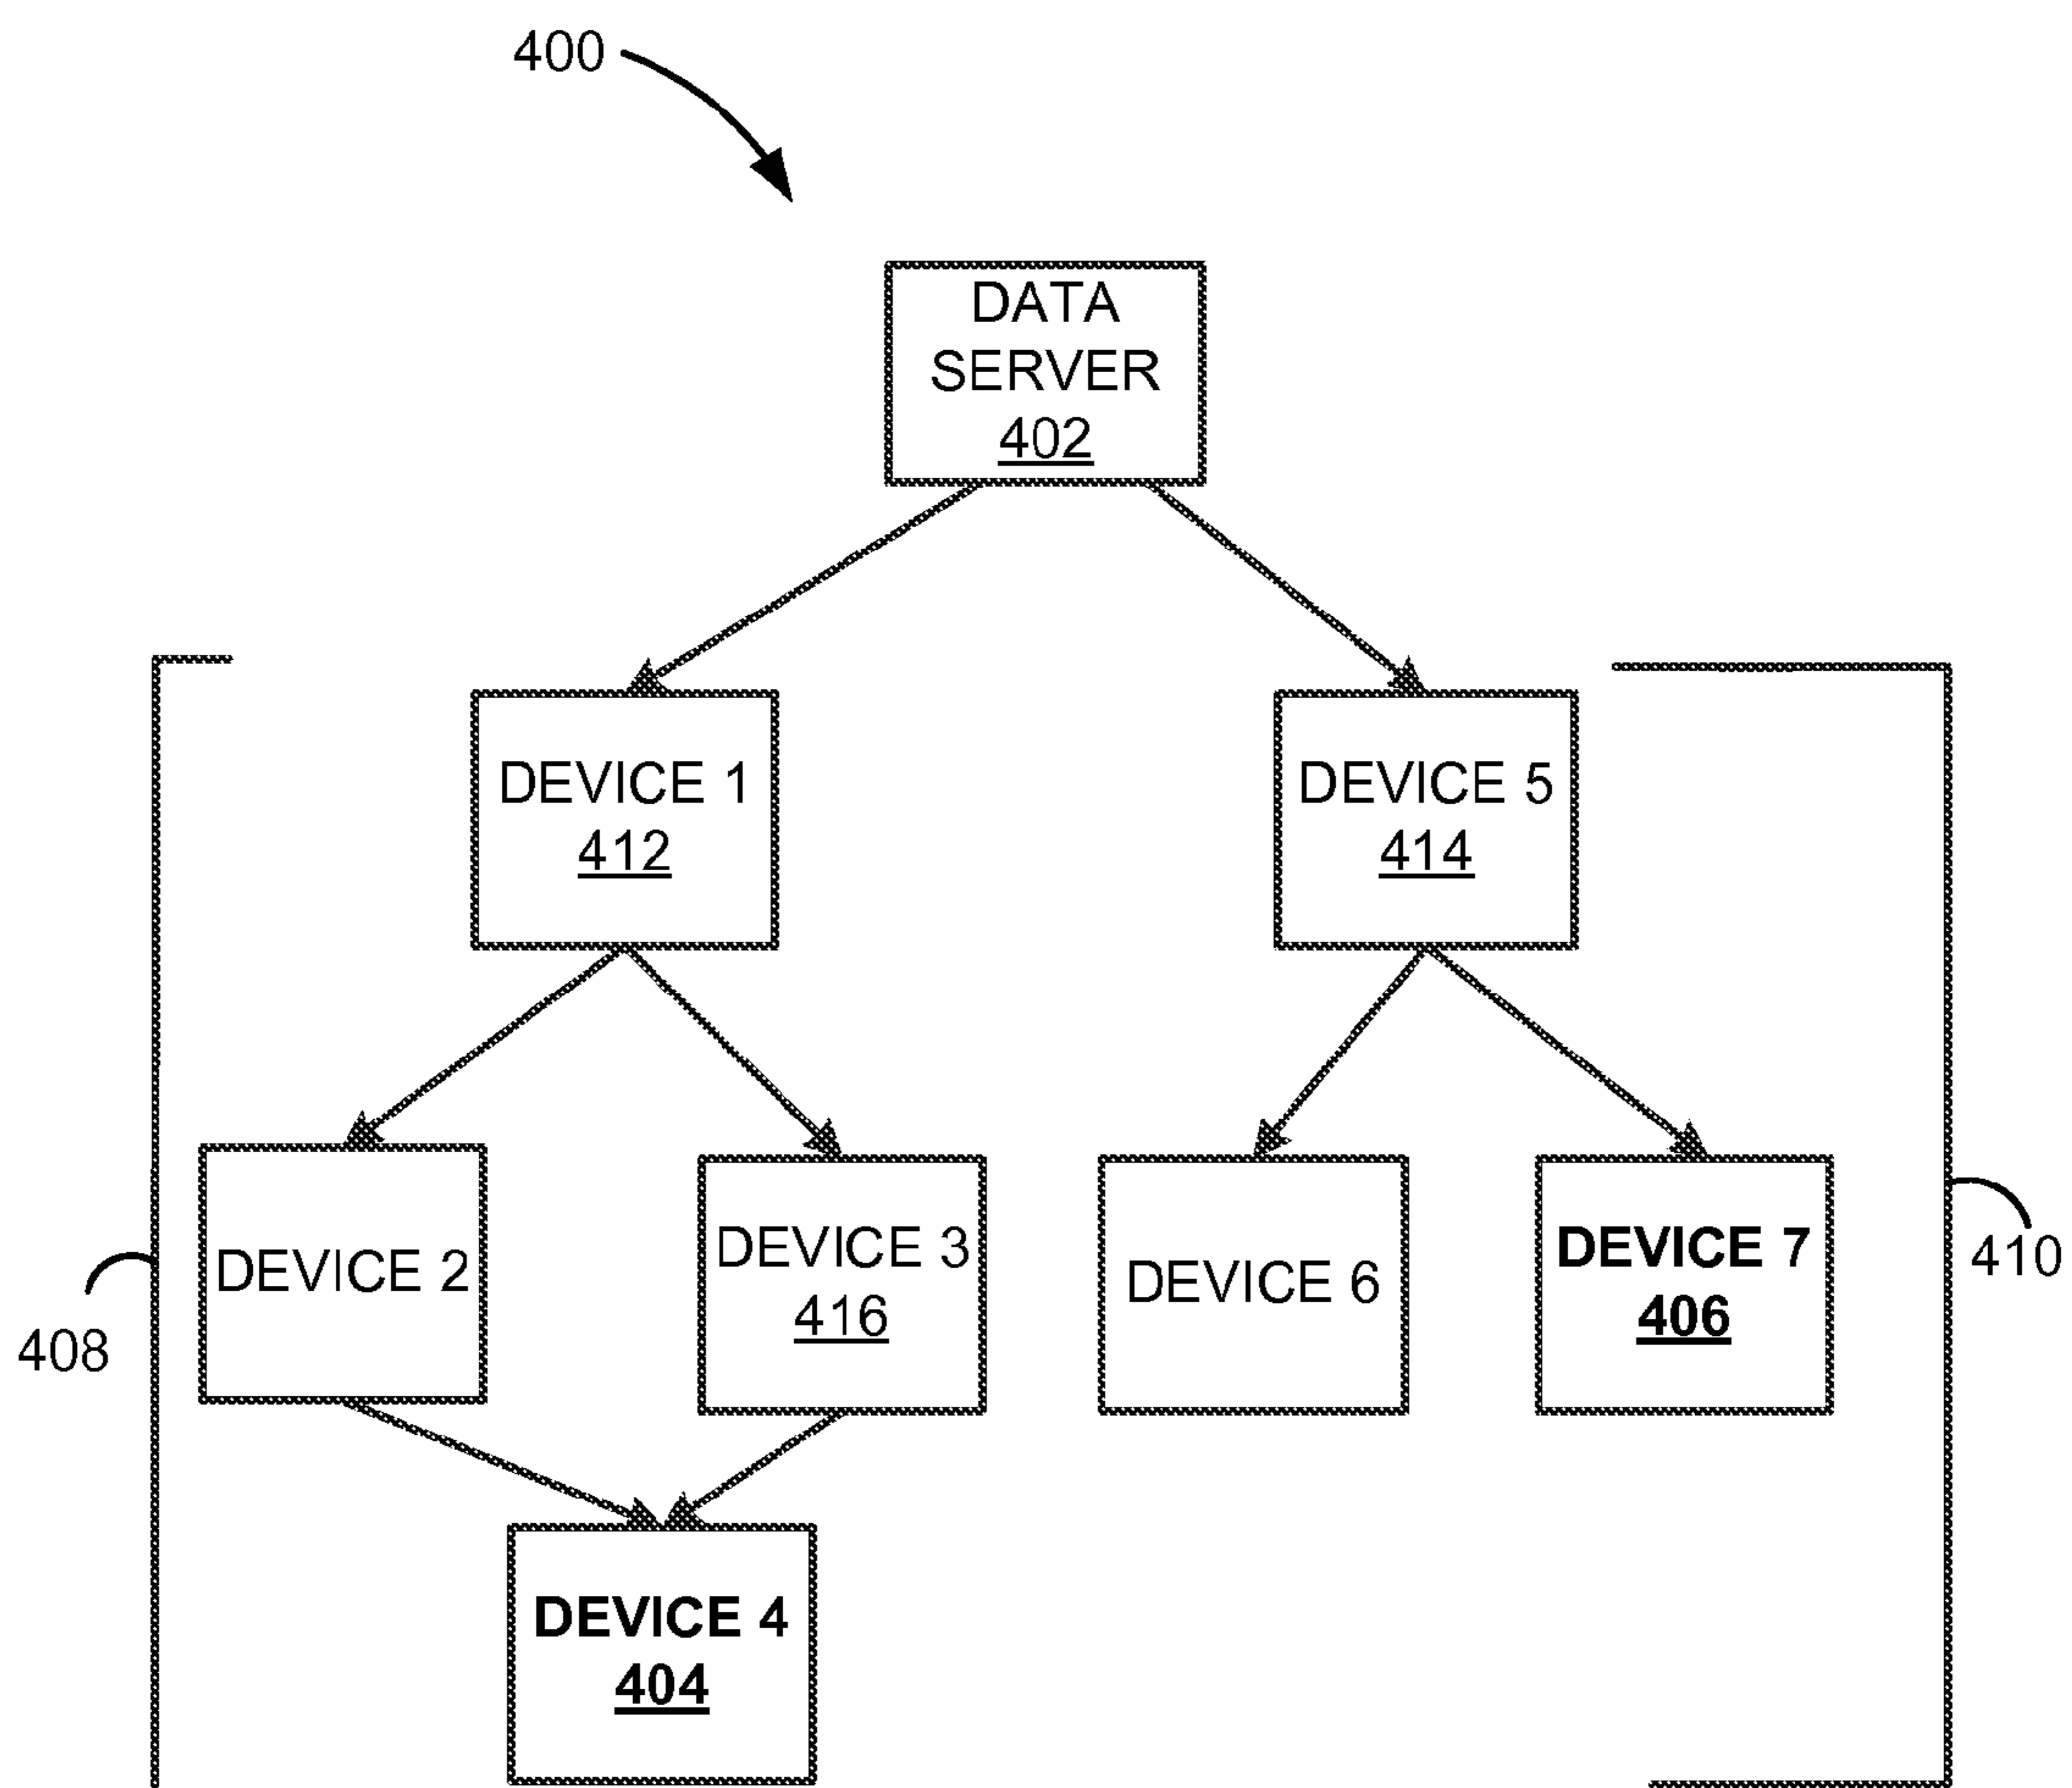 400
DATA
SERVER
402
DEVICE 1
412
DEVICE 5
414
DEVICE 2
DEVICE 3
416
DEVICE 6
DEVICE 7
406
410
408
DEVICE 4
404